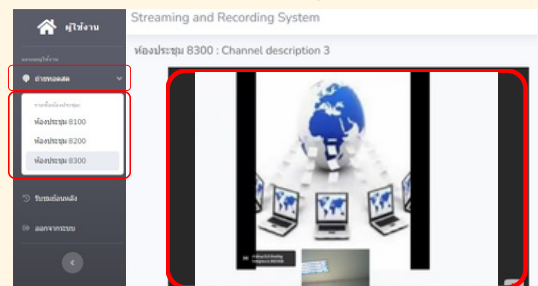 ผู้ใช้งาน
Streaming and Recording System
ห้องประชุม 8300 : Channel description 3
ถ่ายทอดสด
ห้องประชุม 8100
ห้องประชุม 8200
ห้องประชุม 8300
รับชมย้อนหลัง
ออกจากระบบ